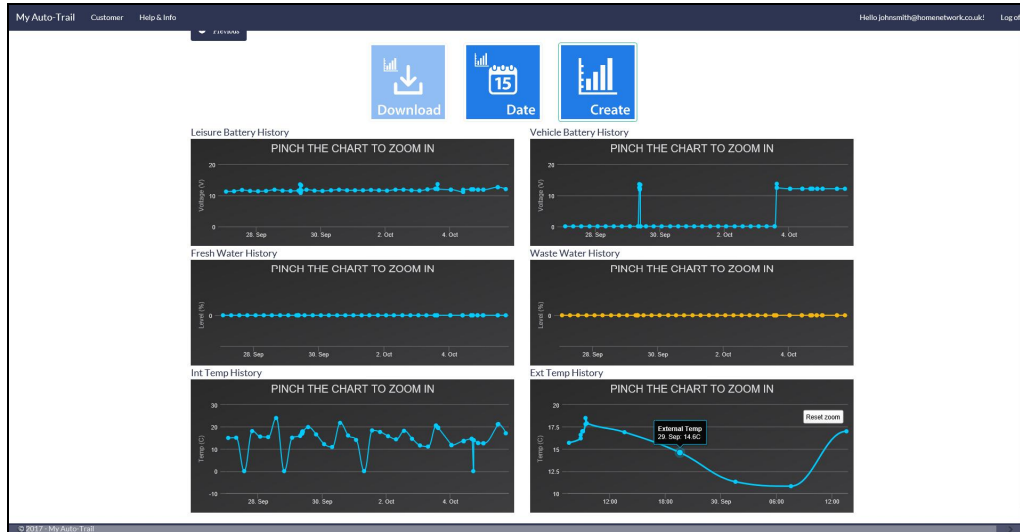 My Auto-Trail Customer Help & Info Hello johnsmith@homenetwork.co.uk! Log of
Previous
Download
15
Date
Create
Leisure Battery History
PINCH THE CHART TO ZOOM IN
Voltage (V)
20
10
0
28. Sep 30. Sep 2. Oct 4. Oct
Vehicle Battery History
PINCH THE CHART TO ZOOM IN
Voltage (V)
20
10
0
28. Sep 30. Sep 2. Oct 4. Oct
Fresh Water History
PINCH THE CHART TO ZOOM IN
Level (%)
0
28. Sep 30. Sep 2. Oct 4. Oct
Waste Water History
PINCH THE CHART TO ZOOM IN
Level (%)
0
28. Sep 30. Sep 2. Oct 4. Oct
Int Temp History
PINCH THE CHART TO ZOOM IN
Temp (C)
30
20
10
0
-10
28. Sep 30. Sep 2. Oct 4. Oct
Ext Temp History
PINCH THE CHART TO ZOOM IN
Reset zoom
External Temp
29. Sep: 14.6C
Temp (C)
20
17.5
15
12.5
10
12:00 18:00 30. Sep 06:00 12:00
© 2017 - My Auto-Trail